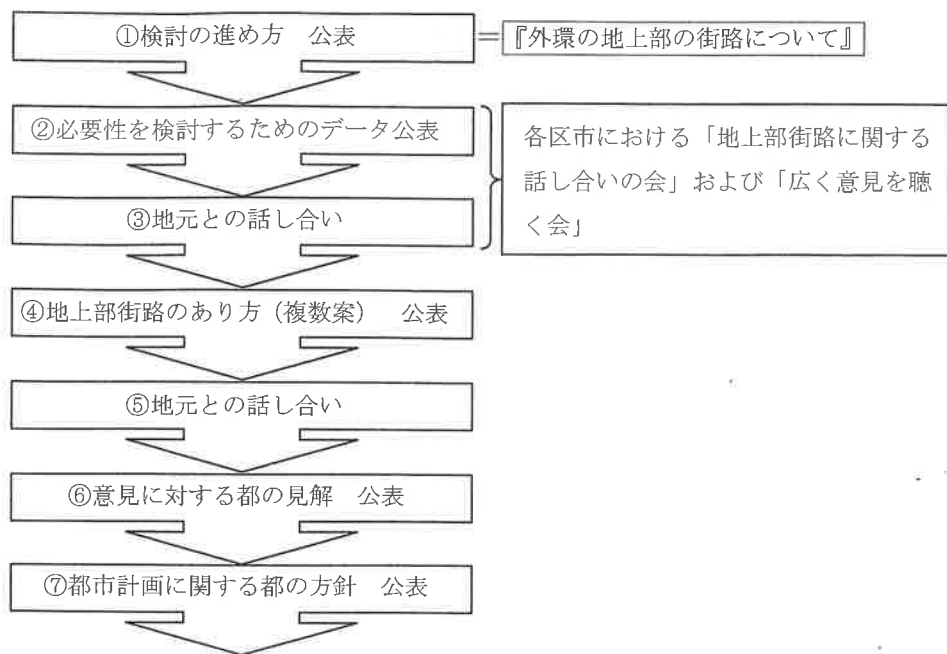 ①検討の進め方　公表
=『外環の地上部の街路について』
②必要性を検討するためのデータ公表
各区市における「地上部街路に関する
話し合いの会」および「広く意見を聴
く会」
③地元との話し合い
④地上部街路のあり方（複数案）　公表
⑤地元との話し合い
⑥意見に対する都の見解　公表
⑦都市計画に関する都の方針　公表